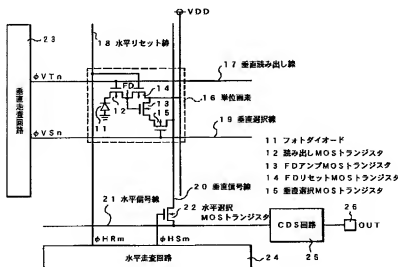 VDD
23
18 水平リセット線
φVTn
17 垂直読み出し線
FD
14
12
13
15
11
16 単位画素
垂直走査回路
φVSn
19 垂直選択線
11 フォトダイオード
12 読み出しMOSトランジスタ
13 FDアンプMOSトランジスタ
14 FDリセットMOSトランジスタ
15 垂直選択MOSトランジスタ
20 垂直信号線
21 水平信号線
22 水平選択
MOSトランジスタ
CDS回路
26
OUT
φHRm
φHSm
25
24
水平走査回路